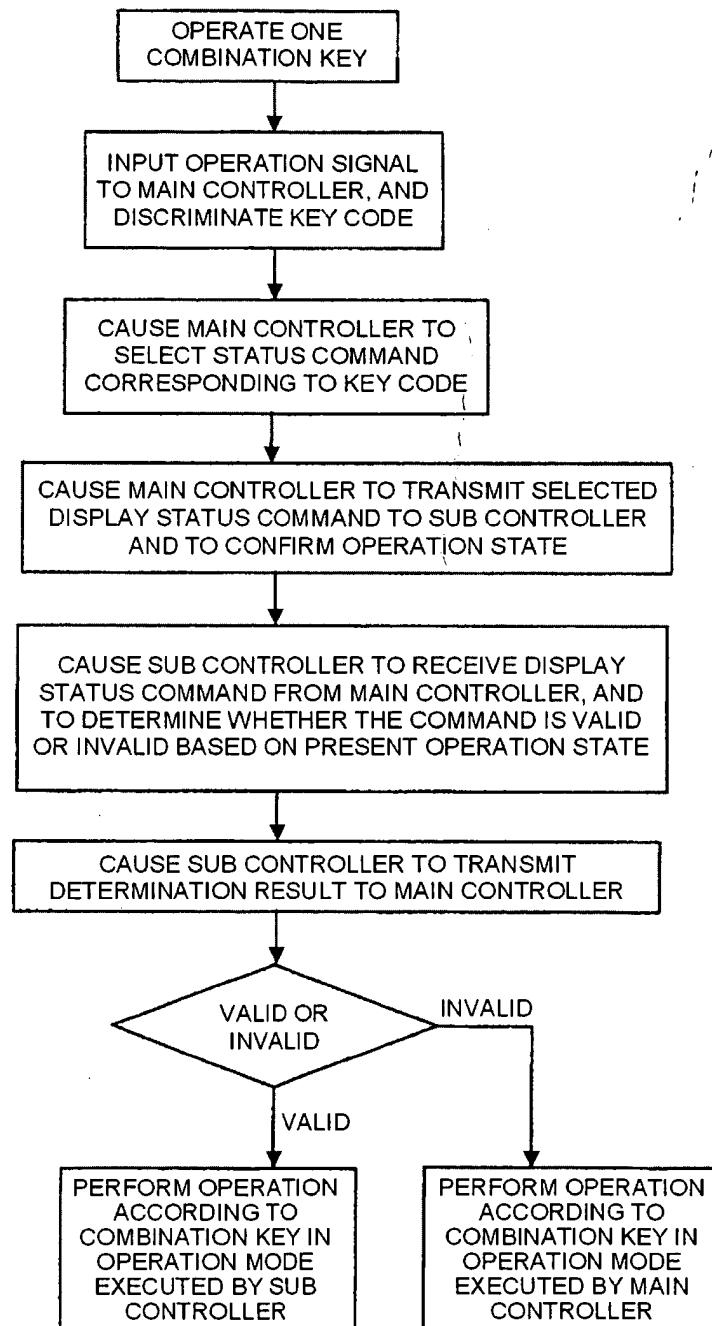 OPERATE ONE
COMBINATION KEY
INPUT OPERATION SIGNAL
TO MAIN CONTROLLER, AND
DISCRIMINATE KEY CODE
CAUSE MAIN CONTROLLER TO
SELECT STATUS COMMAND
CORRESPONDING TO KEY CODE
CAUSE MAIN CONTROLLER TO TRANSMIT SELECTED
DISPLAY STATUS COMMAND TO SUB CONTROLLER
AND TO CONFIRM OPERATION STATE
CAUSE SUB CONTROLLER TO RECEIVE DISPLAY
STATUS COMMAND FROM MAIN CONTROLLER, AND
TO DETERMINE WHETHER THE COMMAND IS VALID
OR INVALID BASED ON PRESENT OPERATION STATE
CAUSE SUB CONTROLLER TO TRANSMIT
DETERMINATION RESULT TO MAIN CONTROLLER
VALID OR
INVALID
INVALID
VALID
PERFORM OPERATION
ACCORDING TO
COMBINATION KEY IN
OPERATION MODE
EXECUTED BY SUB
CONTROLLER
PERFORM OPERATION
ACCORDING TO
COMBINATION KEY IN
OPERATION MODE
EXECUTED BY MAIN
CONTROLLER